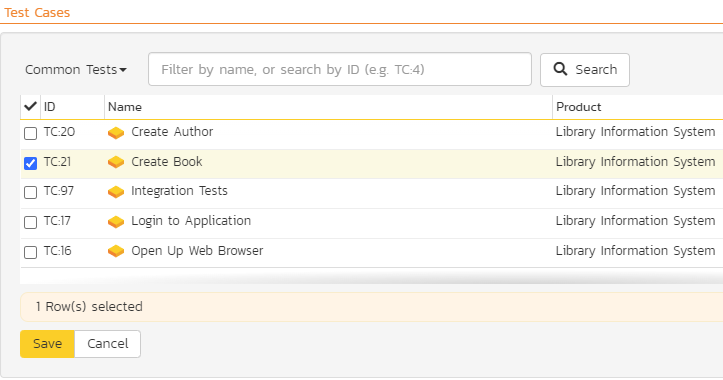 Test Cases
Common Tests Filter by name, or search by ID (e.g. TC:4) Search
ID Name Product
TC:20 Create Author Library Information System
TC:21 Create Book Library Information System
TC:97 Integration Tests Library Information System
TC:17 Login to Application Library Information System
TC:16 Open Up Web Browser Library Information System
1 Row(s) selected
Save Cancel